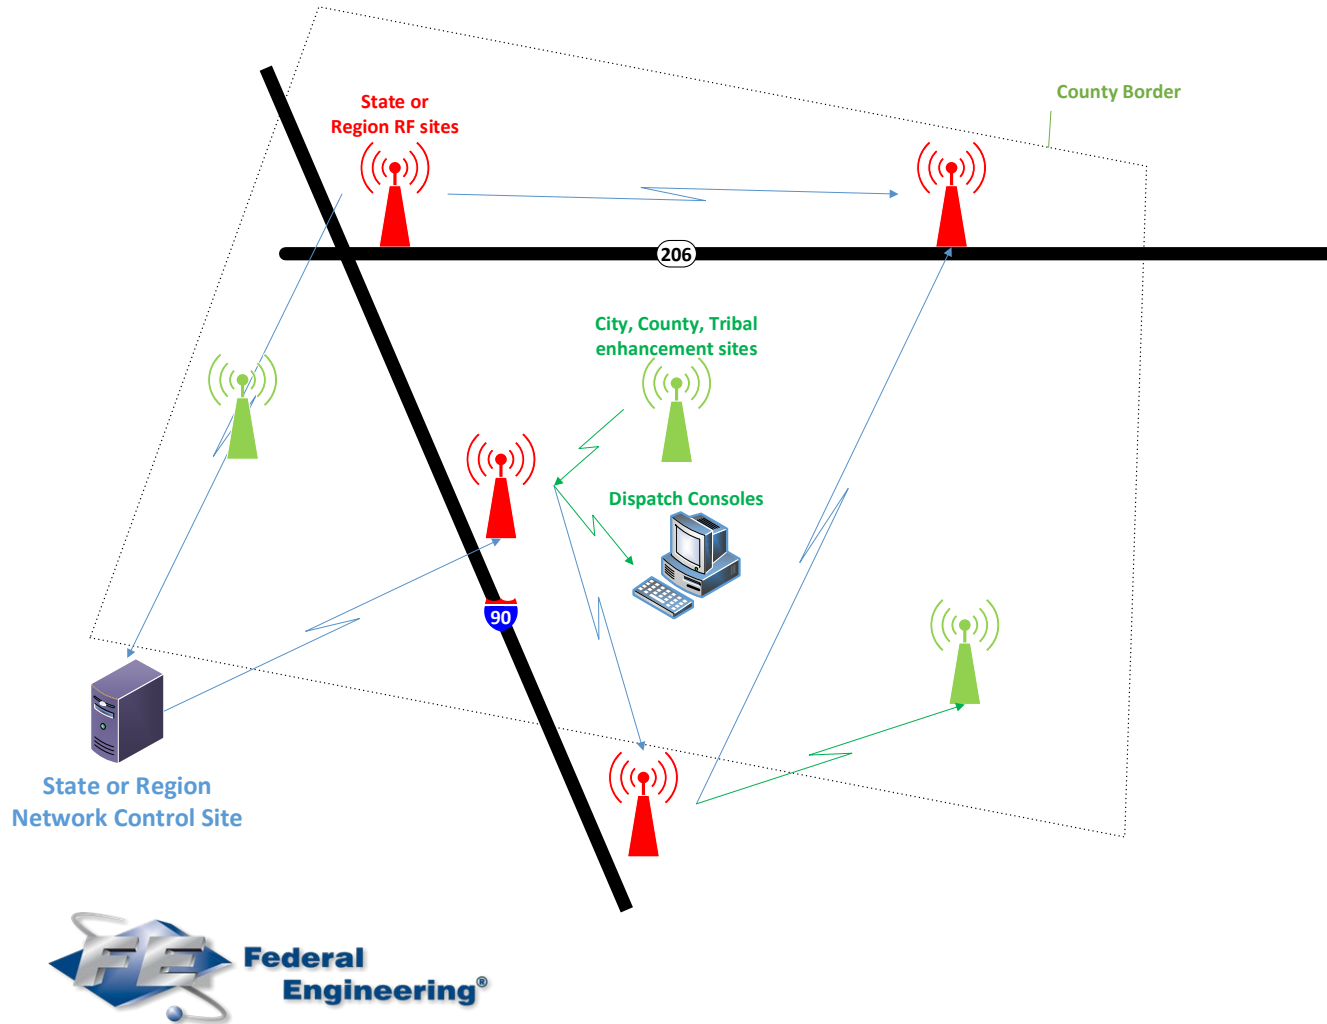 County Border
State or
Region RF sites
206
City, County, Tribal
enhancement sites
Dispatch Consoles
90
State or Region
Network Control Site
FE
Federal
Engineering®